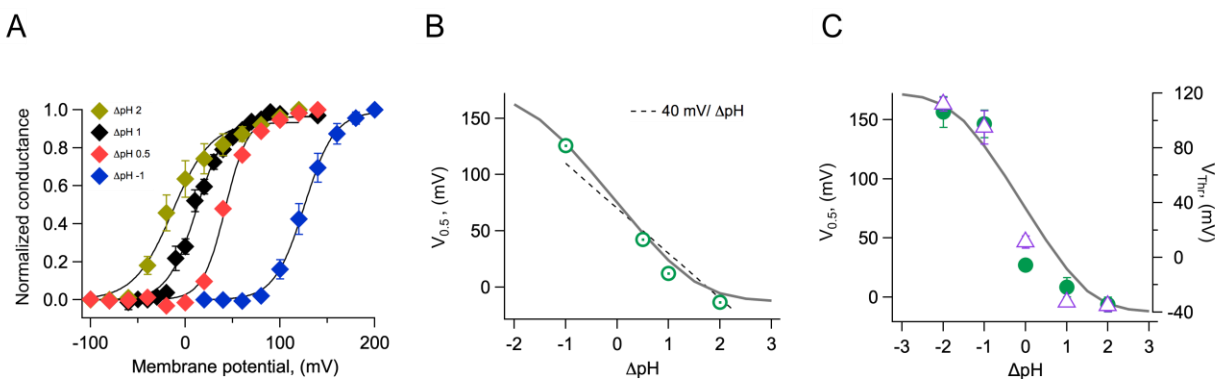 A
Normalized conductance
1.0
0.8
0.6
0.4
0.2
0.0
ΔpH 2
ΔpH 1
ΔpH 0.5
ΔpH -1
-100
0
100
200
Membrane potential, (mV)
B
V0.5 , (mV)
150
100
50
0
40 mV/ ΔpH
-2
-1
0
1
2
3
ΔpH
C
V0.5, (mV)
150
100
50
0
-3
-2
-1
0
1
2
3
ΔpH
120
80
40
0
-40
VThr, (mV)